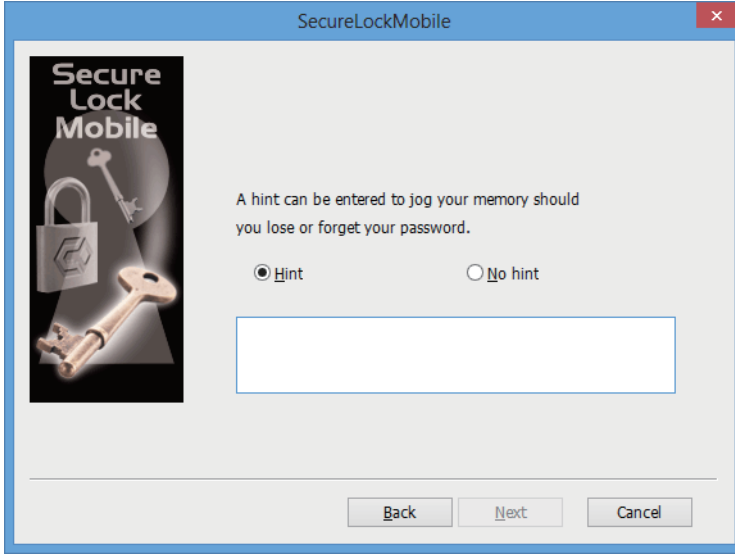 SecureLockMobile
Secure
Lock
Mobile
A hint can be entered to jog your memory should
you lose or forget your password.
Hint No hint
Back Next Cancel